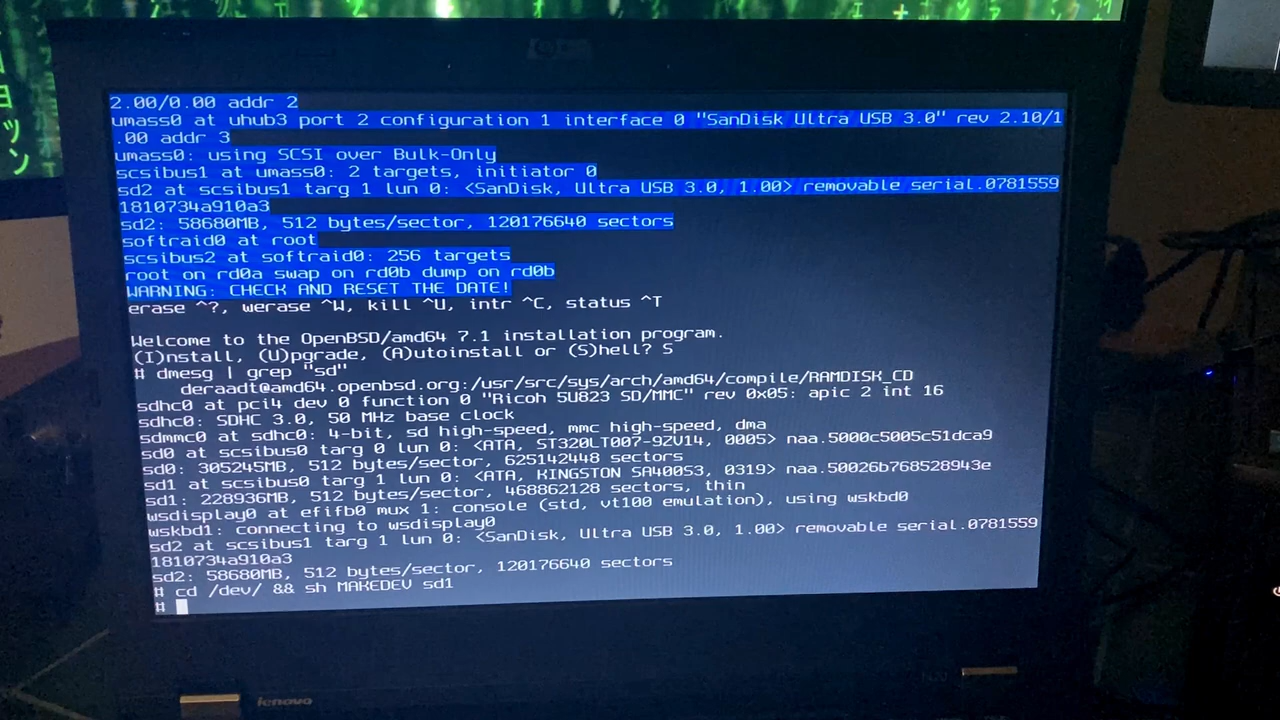 2.00/0.00 addr 2
umass0 at uhub3 port 2 configuration 1 interface 0 "SanDisk Ultra USB 3.0" rev 2.10/1
.00 addr 3
umass0: using SCSI over Bulk-Only
scsibus1 at umass0: 2 targets, initiator 0
sd2 at scsibus1 targ 1 lun 0: <SanDisk, Ultra USB 3.0, 1.00> removable serial.0781559
1810734a910a3
sd2: 58680MB, 512 bytes/sector, 120176640 sectors
softraid0 at root
scsibus2 at softraid0: 256 targets
root on rd0a swap on rd0b dump on rd0b
WARNING: CHECK AND RESET THE DATE!
erase ^?, werase ^W, kill ^U, intr ^C, status ^T
Welcome to the OpenBSD/amd64 7.1 installation program.
(I)nstall, (U)pgrade, (A)utoinstall or (S)hell? S
# dmesg | grep "sd"
deraadt@amd64.openbsd.org:/usr/src/sys/arch/amd64/compile/RAMDISK_CD
sdhc0 at pci4 dev 0 function 0 "Ricoh 5U823 SD/MMC" rev 0x05: apic 2 int 16
sdhc0: SDHC 3.0, 50 MHz base clock
sdmmc0 at sdhc0: 4-bit, sd high-speed, mmc high-speed, dma
sd0 at scsibus0 targ 0 lun 0: <ATA, ST320LT007-9ZV14, 0005> naa.5000c5005c51dca9
sd0: 305245MB, 512 bytes/sector, 625142448 sectors
sd1 at scsibus0 targ 1 lun 0: <ATA, KINGSTON SA400S3, 0319> naa.50026b768528943e
sd1: 228936MB, 512 bytes/sector, 468862128 sectors, thin
wsdisplay0 at efifb0 mux 1: console (std, vt100 emulation), using wskbd0
wskbd1: connecting to wsdisplay0
sd2 at scsibus1 targ 1 lun 0: <SanDisk, Ultra USB 3.0, 1.00> removable serial.0781559
1810734a910a3
sd2: 58680MB, 512 bytes/sector, 120176640 sectors
# cd /dev/ && sh MAKEDEV sd1
#
lenovo